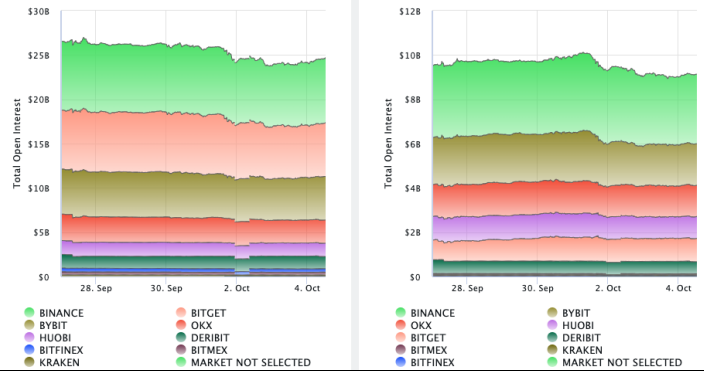 $30B
$25B
$20B
$15B
$10B
$5B
$0
Total Open Interest
28. Sep
30. Sep
2. Oct
4. Oct
BINANCE
BITGET
BYBIT
OKX
HUOBI
DERIBIT
BITFINEX
BITMEX
KRAKEN
MARKET NOT SELECTED
$12B
$10B
$8B
$6B
$4B
$2B
$0
Total Open Interest
28. Sep
30. Sep
2. Oct
4. Oct
BINANCE
BYBIT
OKX
HUOBI
BITGET
DERIBIT
BITMEX
KRAKEN
BITFINEX
MARKET NOT SELECTED